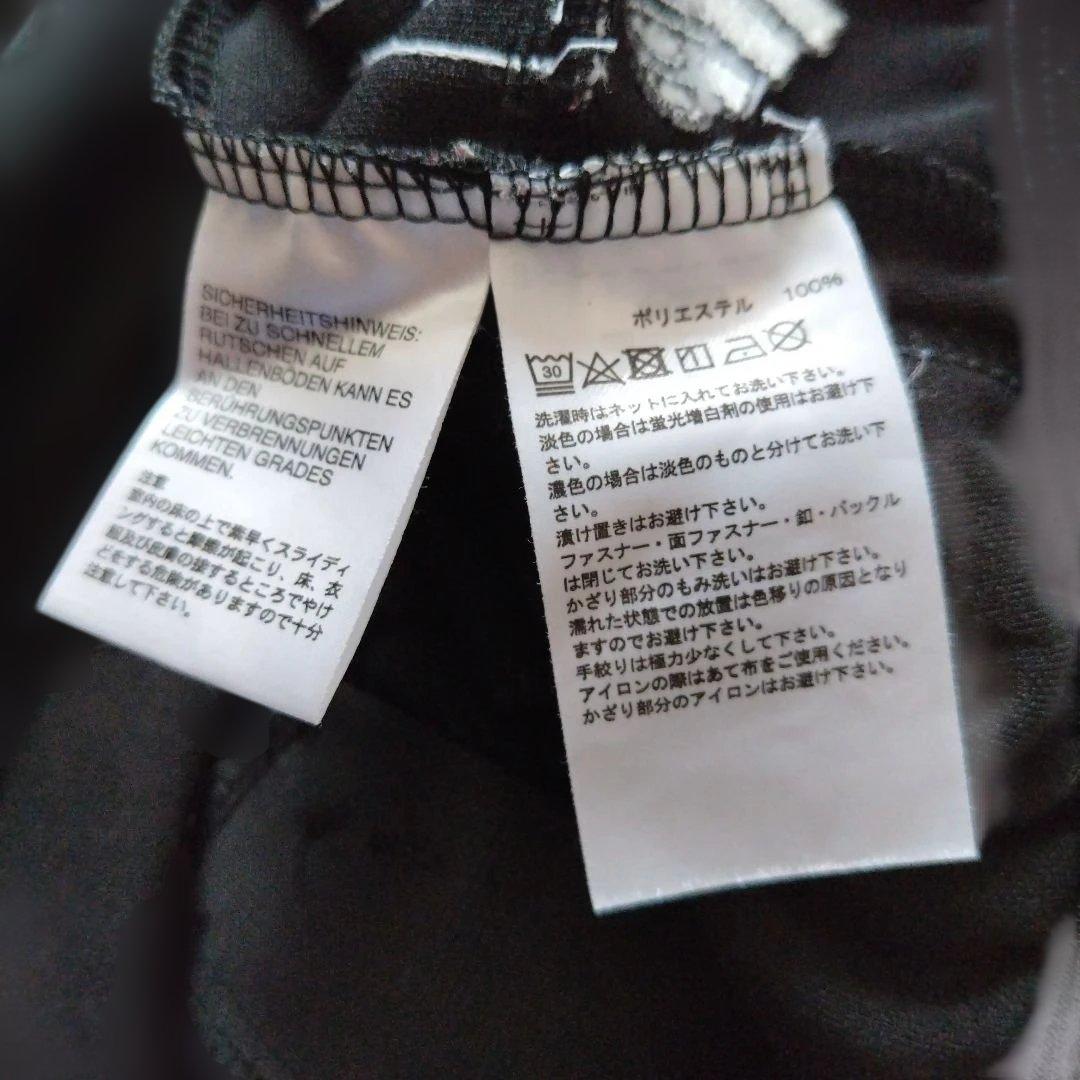 SICHERHEITSHINWEIS:
BEI ZU SCHNELLEM
RUTSCHEN AUF
HALLENBÖDEN KANN ES
AN DEN
BERÜHRUNGSPUNKTEN
ZU VERBRENNUNGEN
LEICHTEN GRADES
KOMMEN.
注意
室内の床の上で素早くスライディ
ングすると摩擦が起こり、床、衣
服及び皮膚の接するところでやけ
どをする危険がありますので十分
注意して下さい。
ポリエステル 100%
30
洗濯時はネットに入れてお洗い下さい。
淡色の場合は蛍光増白剤の使用はお避け下
さい。
濃色の場合は淡色のものと分けてお洗い下
さい。
漬け置きはお避け下さい。
ファスナー・面ファスナー・釦・バックル
は閉じてお洗い下さい。
かざり部分のもみ洗いはお避け下さい。
濡れた状態での放置は色移りの原因となり
ますのでお避け下さい。
手絞りは極力少なくして下さい。
アイロンの際はあて布をご使用ください。
かざり部分のアイロンはお避け下さい。